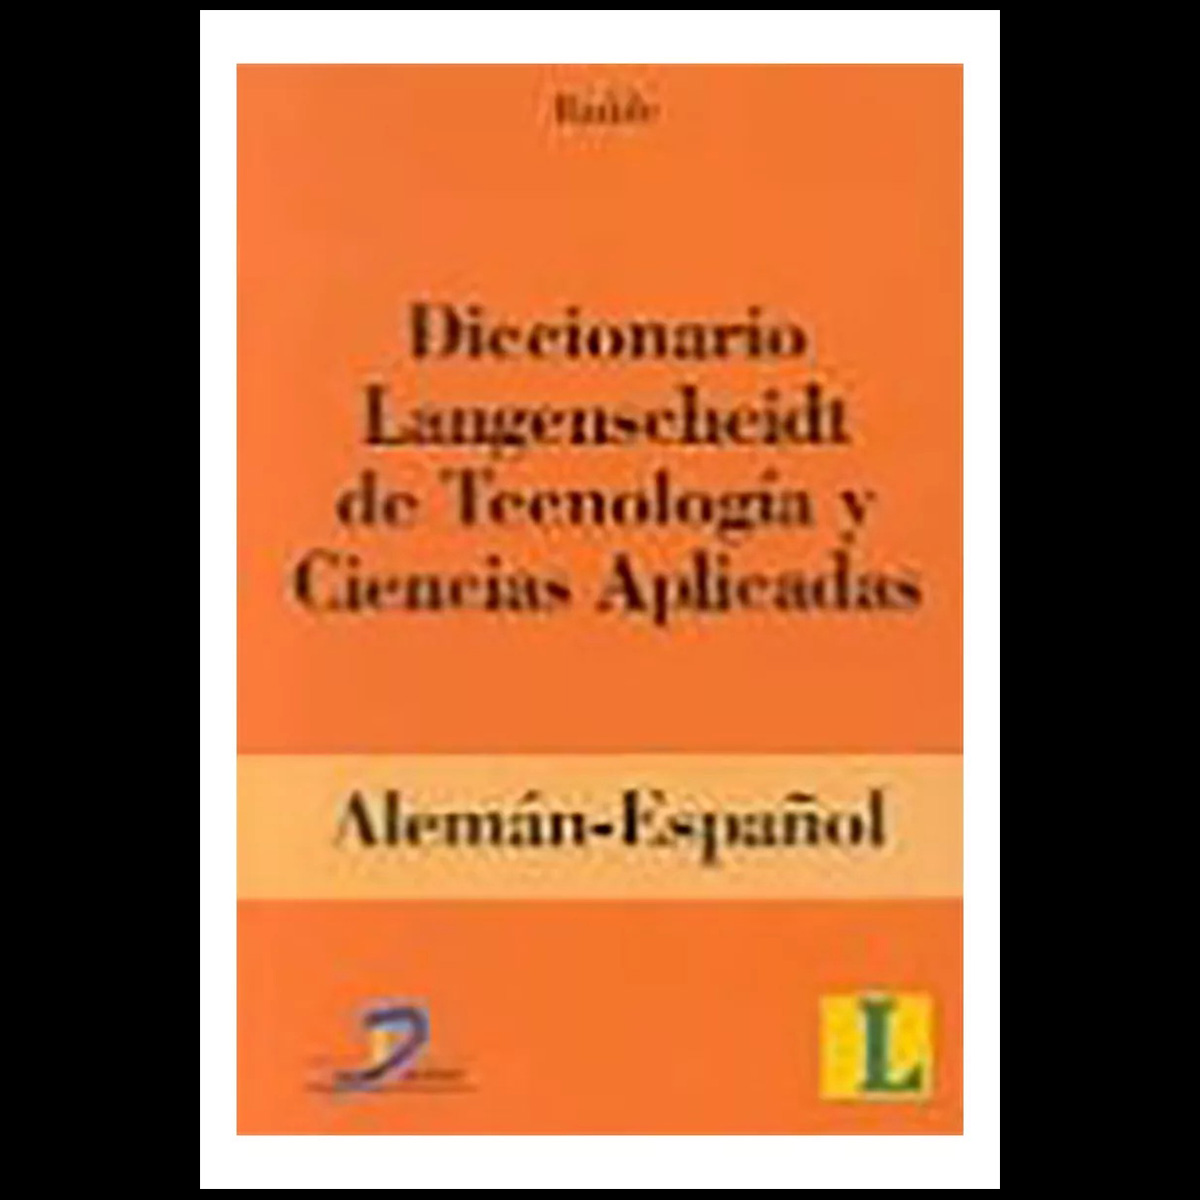 Diccionario
Langenscheidt
de Tecnología y
Ciencias Aplicadas
Alemán-Español
L